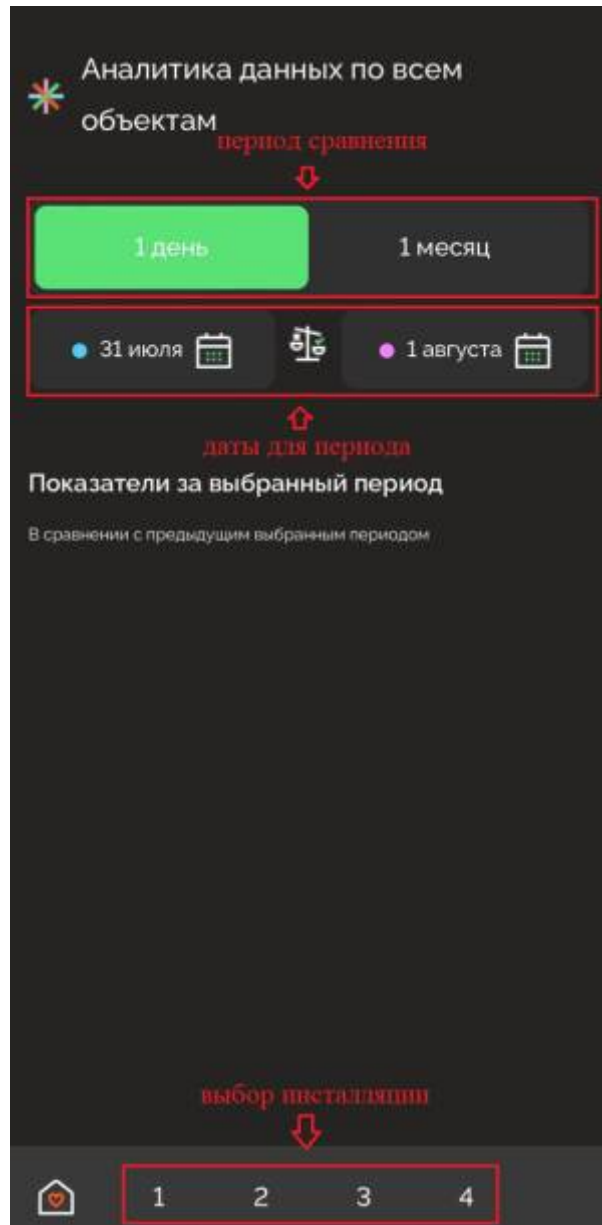 Аналитика данных по всем
объектам
период сравнения
1 день
1 месяц
31 июля
1 августа
даты для периода
Показатели за выбранный период
В сравнении с предыдущим выбранным периодом
выбор инсталляции
1 2 3 4